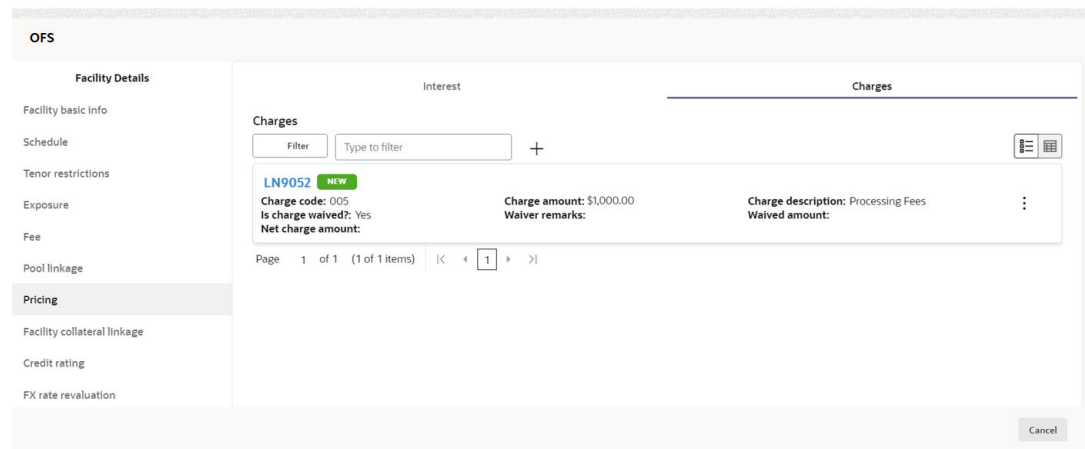 OFS
Facility Details
Facility basic info
Schedule
Tenor restrictions
Exposure
Fee
Pool linkage
Pricing
Facility collateral linkage
Credit rating
FX rate revaluation
Interest
Charges
Charges
Filter
Type to filter
LN9052 NEW
Charge code: 005 Charge amount: $1,000.00 Charge description: Processing Fees
Is charge waived?: Yes Waiver remarks: Waived amount:
Net charge amount:
Page 1 of 1 (1 of 1 items) 1
Cancel